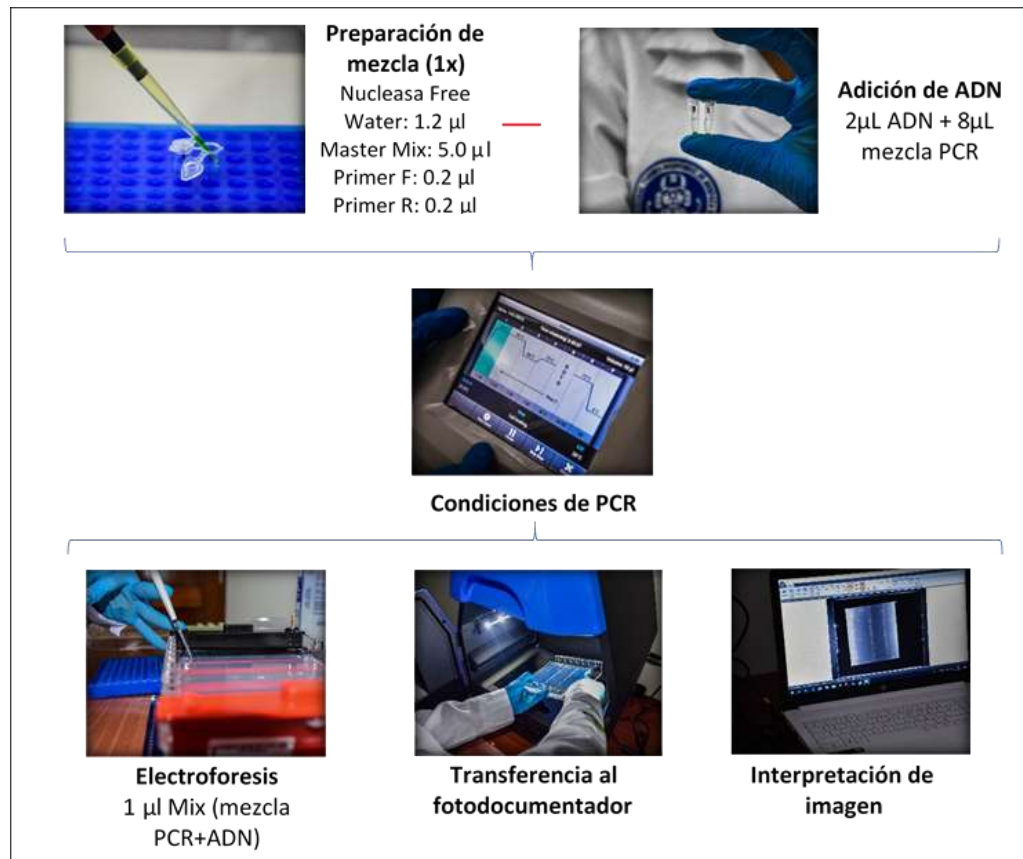 Preparación de
mezcla (1x)
Nucleasa Free
Water: 1.2 µl
Master Mix: 5.0 µl
Primer F: 0.2 µl
Primer R: 0.2 µl
Adición de ADN
2µL ADN + 8µL
mezcla PCR
Condiciones de PCR
Electroforesis
1 µl Mix (mezcla
PCR+ADN)
Transferencia al
fotodocumentador
Interpretación de
imagen